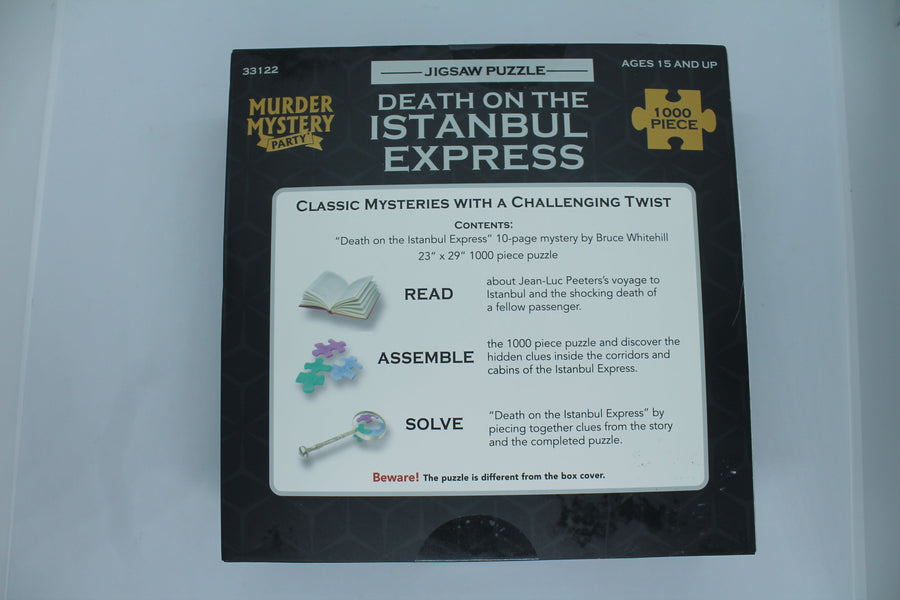 33122
JIGSAW PUZZLE
AGES 15 AND UP
MURDER
MYSTERY
PARTY
DEATH ON THE
ISTANBUL
EXPRESS
1000
PIECE
CLASSIC MYSTERIES WITH A CHALLENGING TWIST
CONTENTS:
“Death on the Istanbul Express” 10-page mystery by Bruce Whitehill
23” x 29” 1000 piece puzzle
READ
about Jean-Luc Peeters’s voyage to
Istanbul and the shocking death of
a fellow passenger.
ASSEMBLE
the 1000 piece puzzle and discover the
hidden clues inside the corridors and
cabins of the Istanbul Express.
SOLVE
“Death on the Istanbul Express” by
piecing together clues from the story
and the completed puzzle.
Beware! The puzzle is different from the box cover.